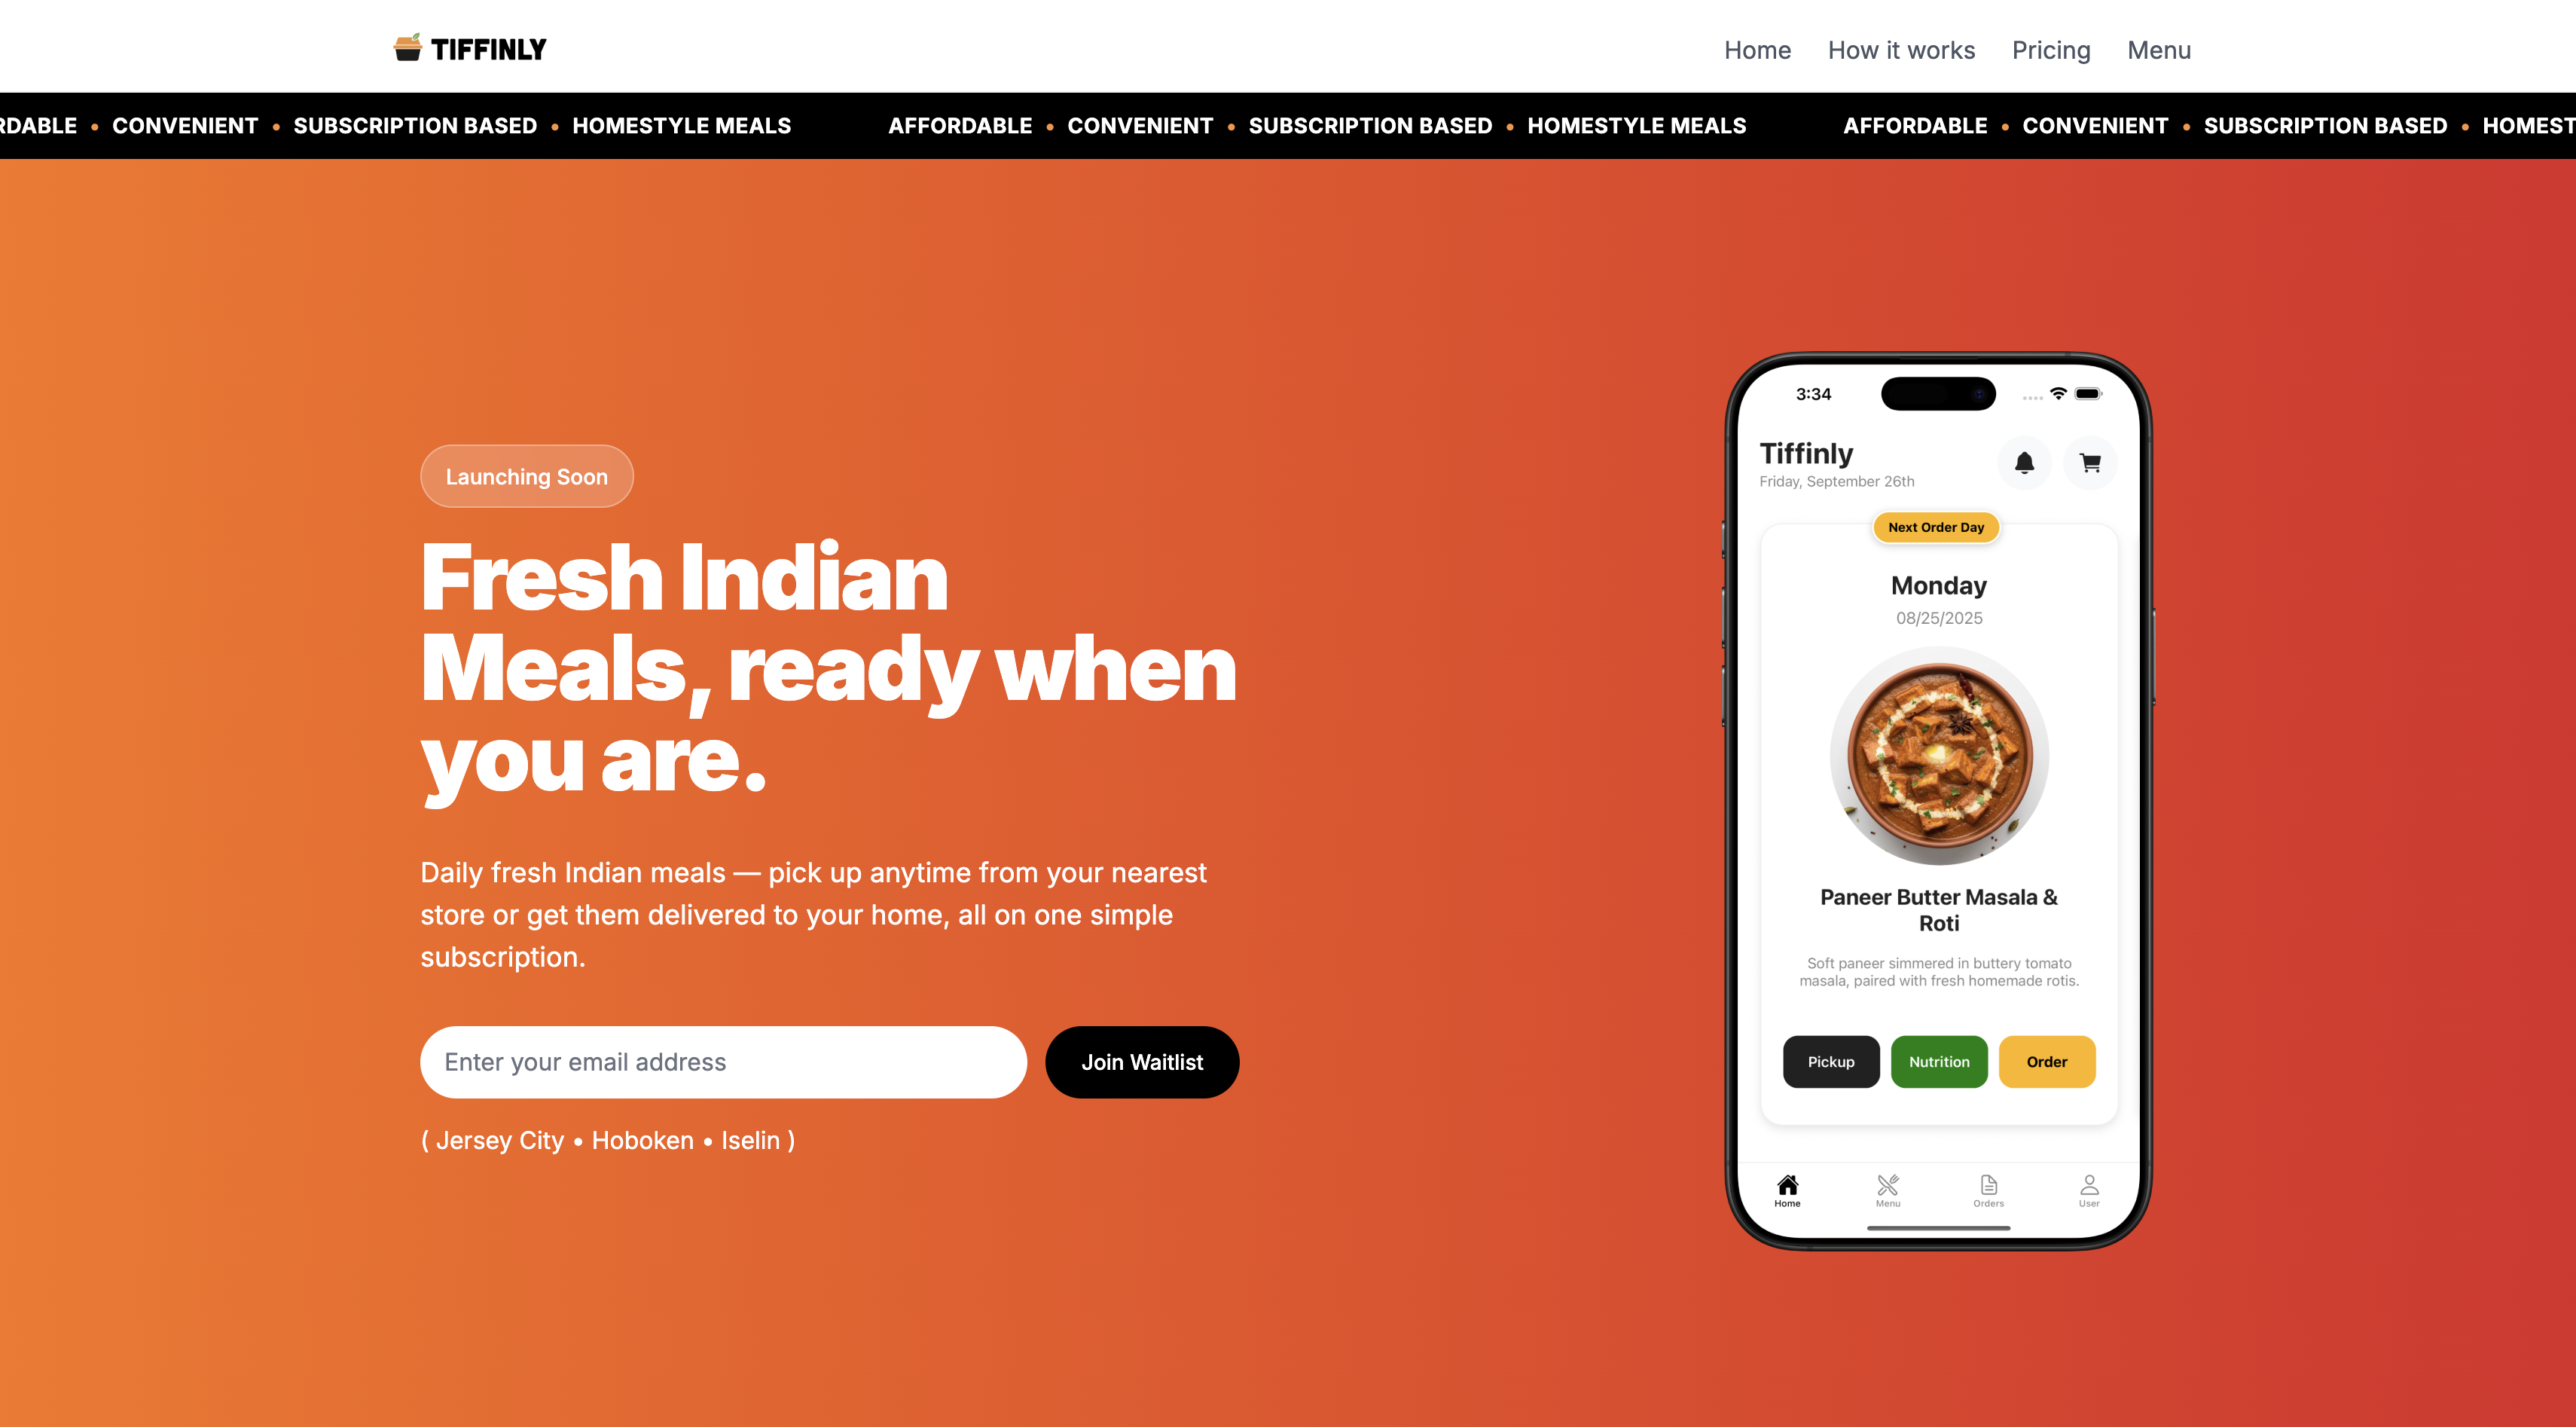 TIFFINLY
Home How it works Pricing Menu
RDABLE • CONVENIENT • SUBSCRIPTION BASED • HOMESTYLE MEALS AFFORDABLE • CONVENIENT • SUBSCRIPTION BASED • HOMESTYLE MEALS AFFORDABLE • CONVENIENT • SUBSCRIPTION BASED • HOMEST
Launching Soon
Fresh Indian
Meals, ready when
you are.
Daily fresh Indian meals — pick up anytime from your nearest
store or get them delivered to your home, all on one simple
subscription.
Enter your email address
Join Waitlist
( Jersey City • Hoboken • Iselin )
3:34
Tiffinly
Friday, September 26th
Next Order Day
Monday
08/25/2025
Paneer Butter Masala &
Roti
Soft paneer simmered in buttery tomato
masala, paired with fresh homemade rotis.
Pickup Nutrition Order
Home Menu Orders User